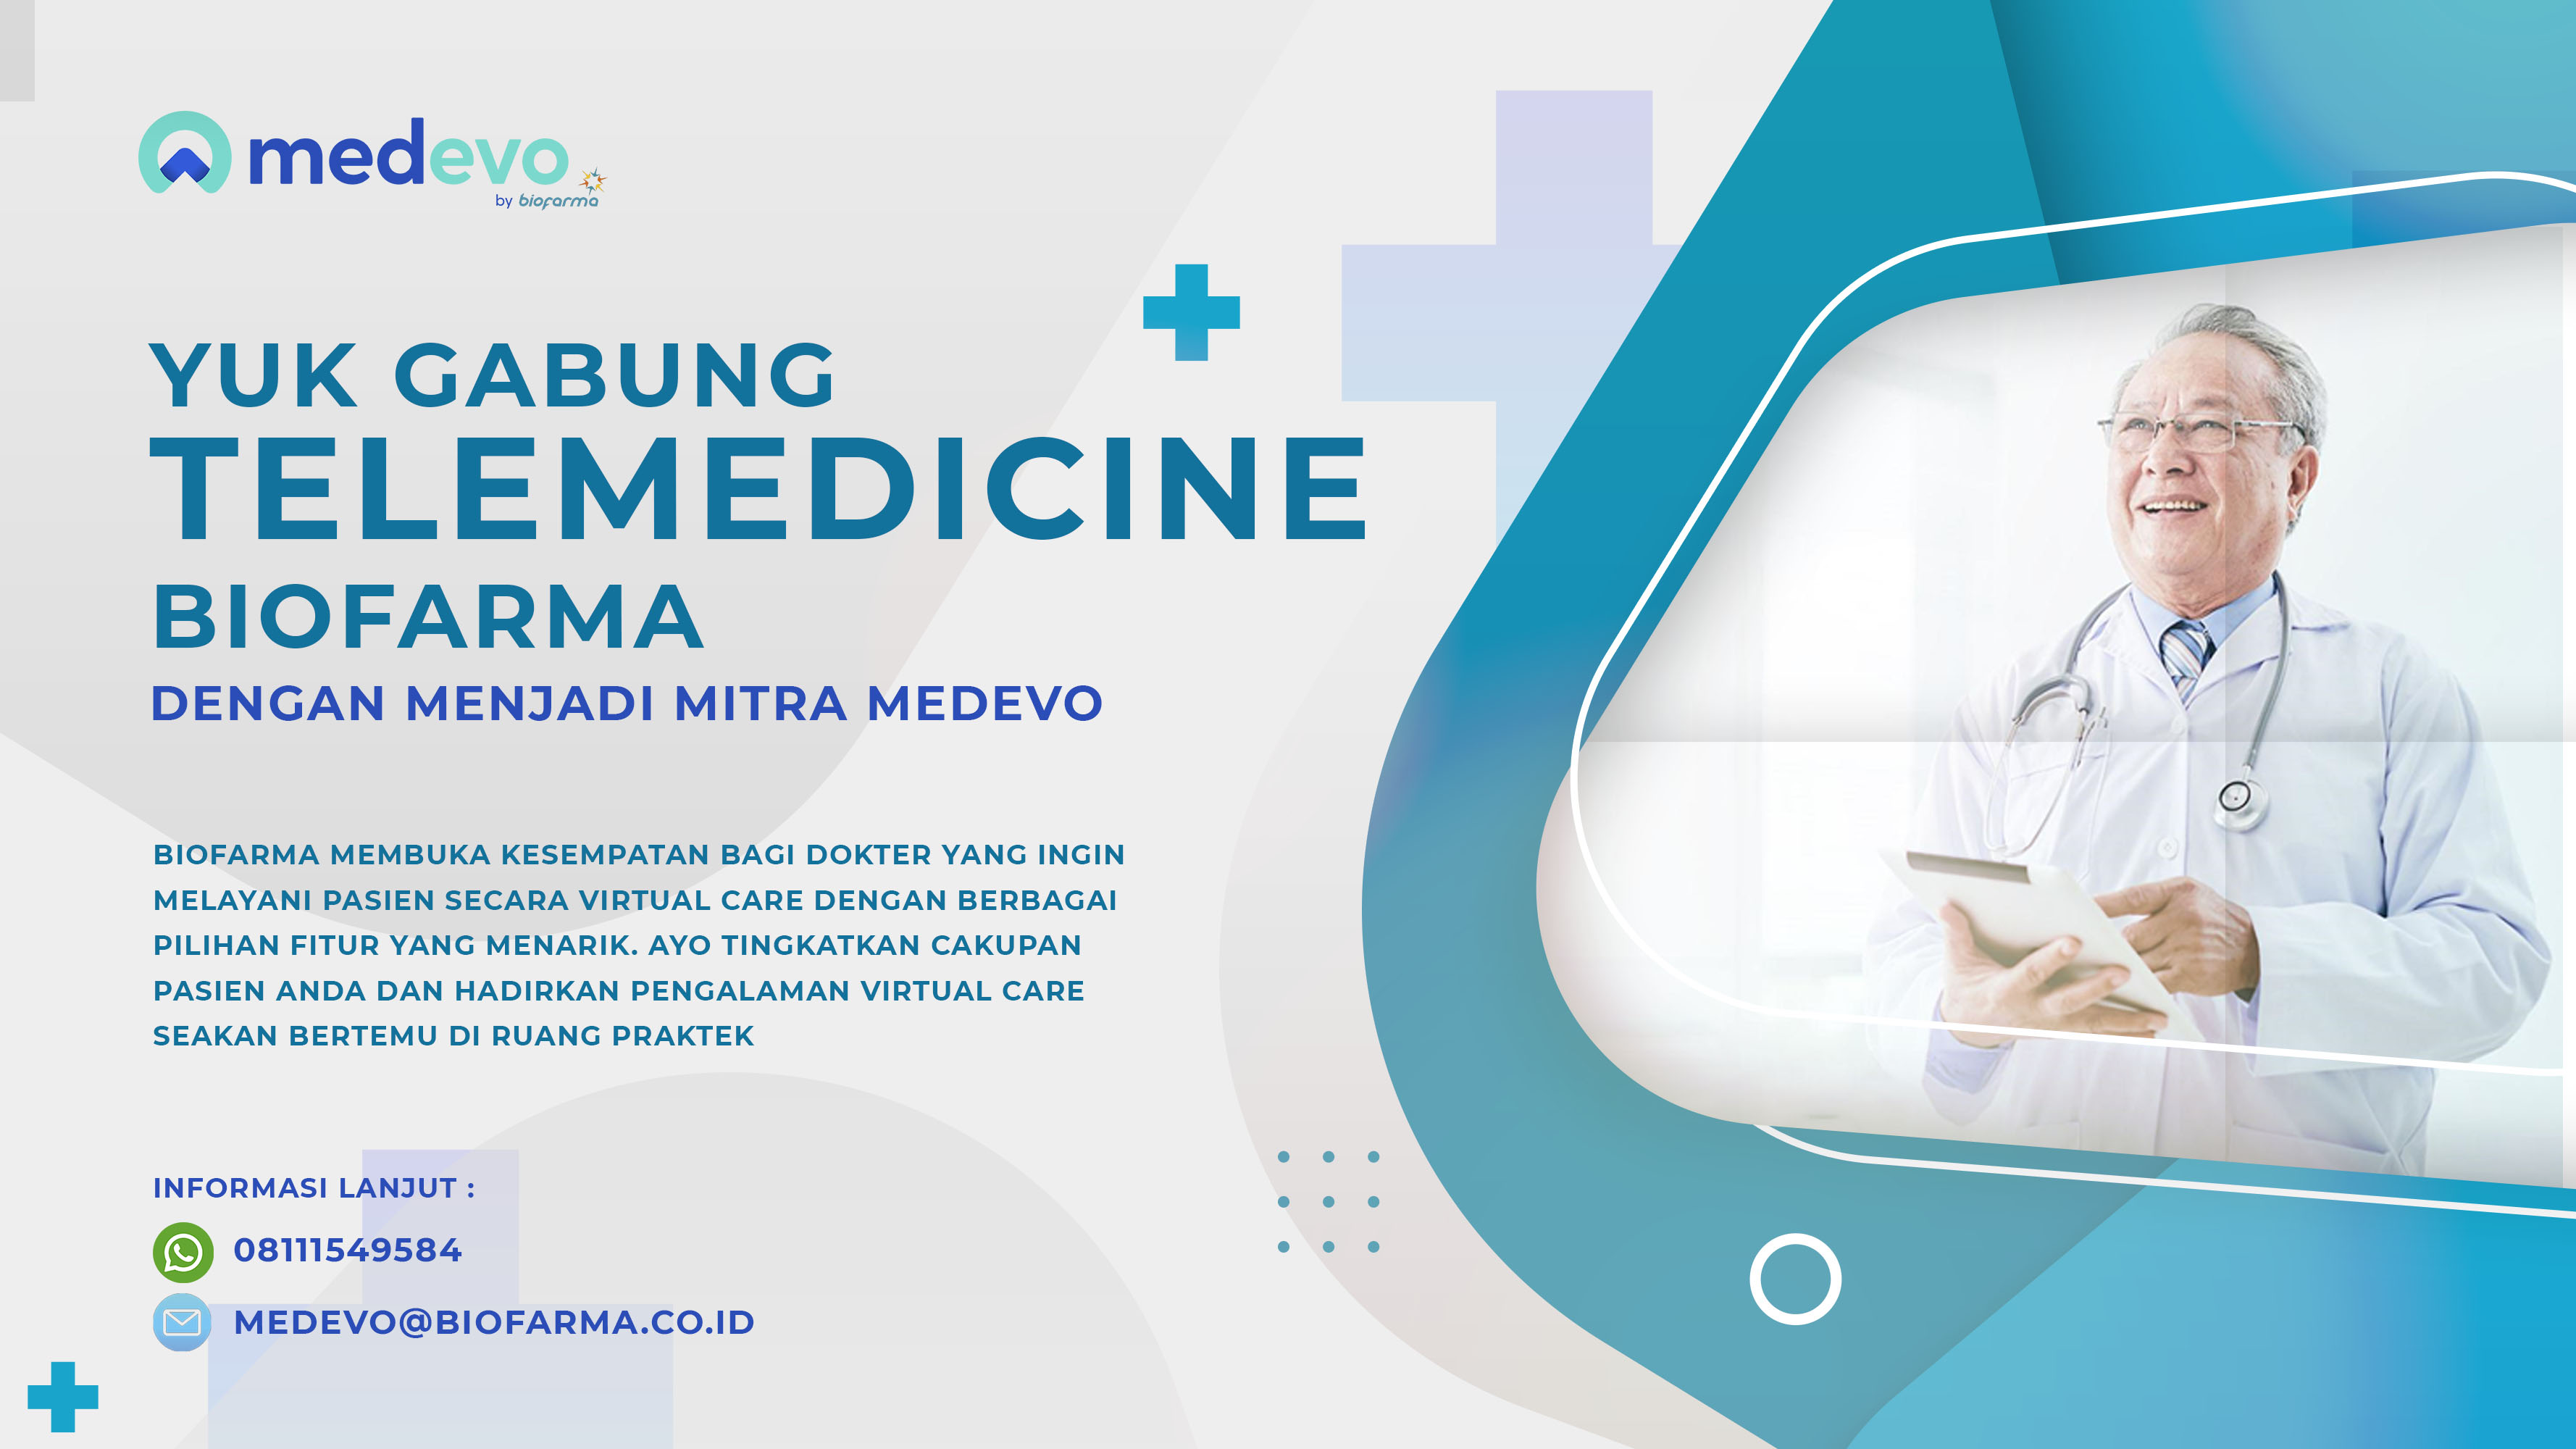 medevo
by biofarma
YUK GABUNG
TELEMEDICINE
BIOFARMA
DENGAN MENJADI MITRA MEDEVO
BIOFARMA MEMBUKA KESEMPATAN BAGI DOKTER YANG INGIN
MELAYANI PASIEN SECARA VIRTUAL CARE DENGAN BERBAGAI
PILIHAN FITUR YANG MENARIK. AYO TINGKATKAN CAKUPAN
PASIEN ANDA DAN HADIRKAN PENGALAMAN VIRTUAL CARE
SEAKAN BERTEMU DI RUANG PRAKTEK
INFORMASI LANJUT :
08111549584
MEDEVO@BIOFARMA.CO.ID